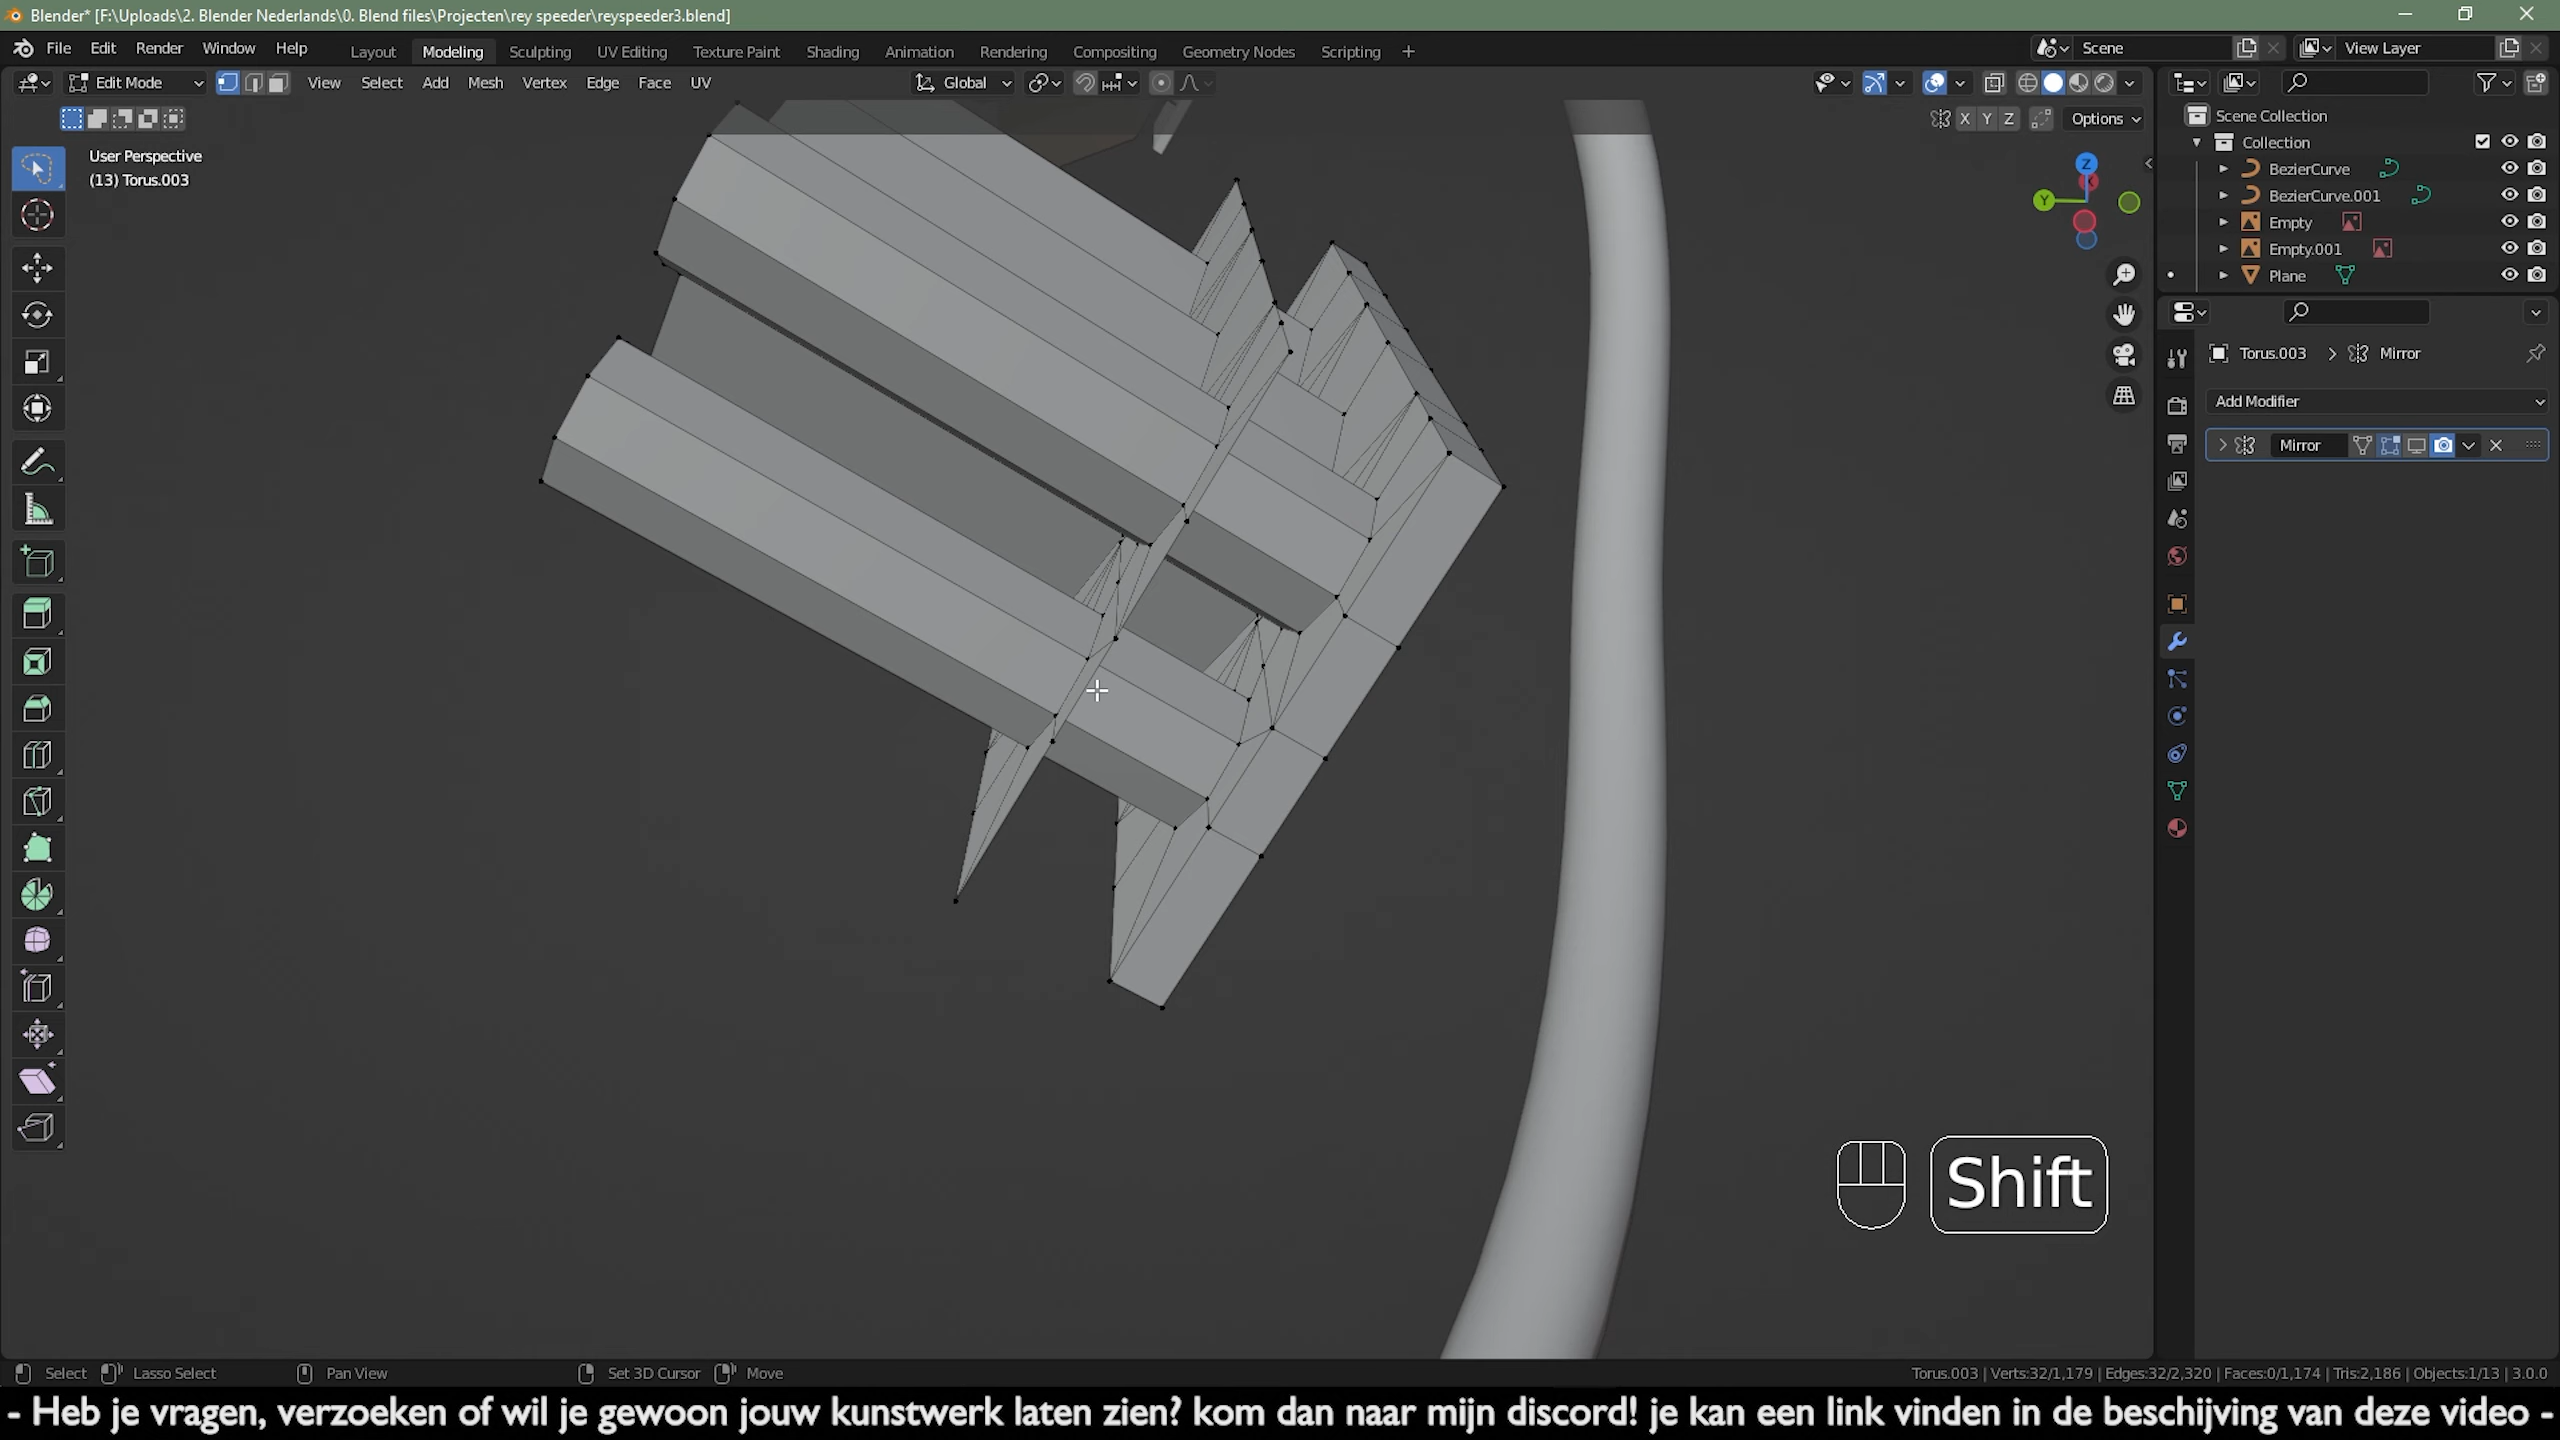 Blender* [F:\Uploads\2. Blender Nederlands\0. Blend files\Projecten\rey speeder\reyspeeder3.blend]
File Edit Render Window Help Layout Modeling Sculpting UV Editing Texture Paint Shading Animation Rendering Compositing Geometry Nodes Scripting + Scene View Layer
Edit Mode View Select Add Mesh Vertex Edge Face UV Global
X Y Z Options
User Perspective
(13) Torus.003
Z
Y
Scene Collection
Collection
BezierCurve
BezierCurve.001
Empty
Empty.001
Plane
Torus.003 > Mirror
Add Modifier
Mirror
Shift
Select Lasso Select Pan View Set 3D Cursor Move Torus.003 | Verts:32/1,179 | Edges:32/2,320 | Faces:0/1,174 | Tris:2,186 | Objects:1/13 | 3.0.0
- Heb je vragen, verzoeken of wil je gewoon jouw kunstwerk laten zien? kom dan naar mijn discord! je kan een link vinden in de beschijving van deze video -